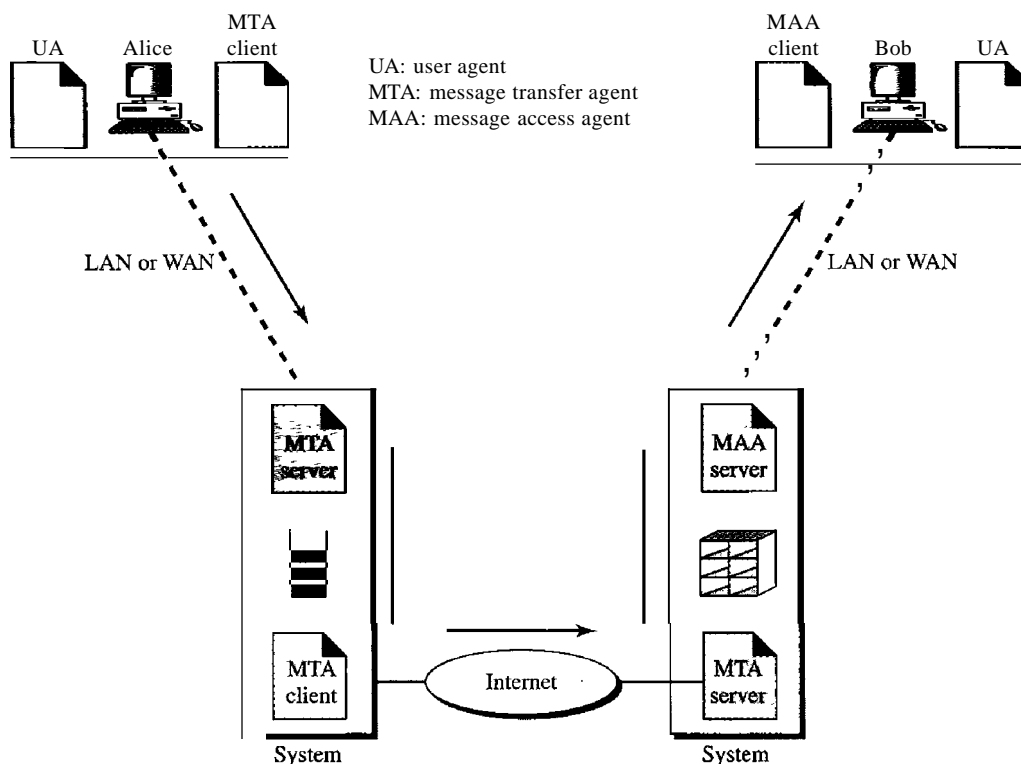 UA
Alice
MTA
client
UA: user agent
MTA: message transfer agent
MAA: message access agent
MAA
client
Bob
UA
LAN or WAN
LAN or WAN
MTA
server
MAA
server
MTA
client
Internet
MTA
server
System
System